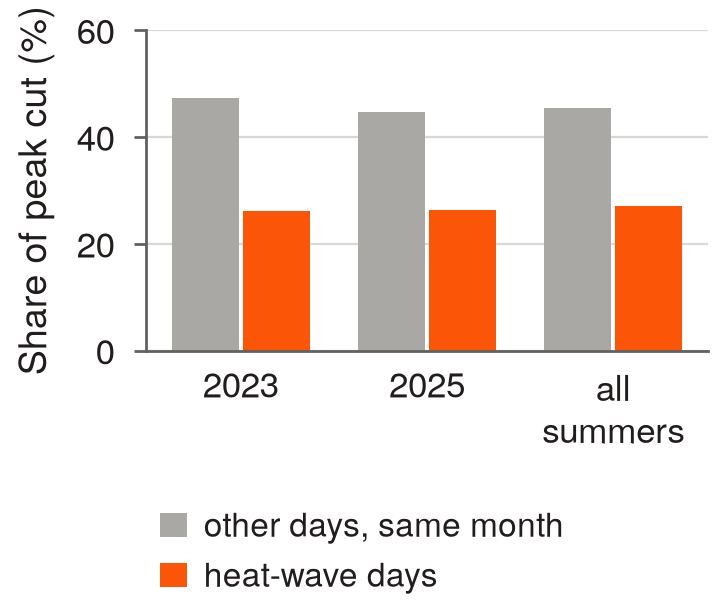 Share of peak cut (%)
60
40
20
0
2023
2025
all
summers
other days, same month
heat-wave days